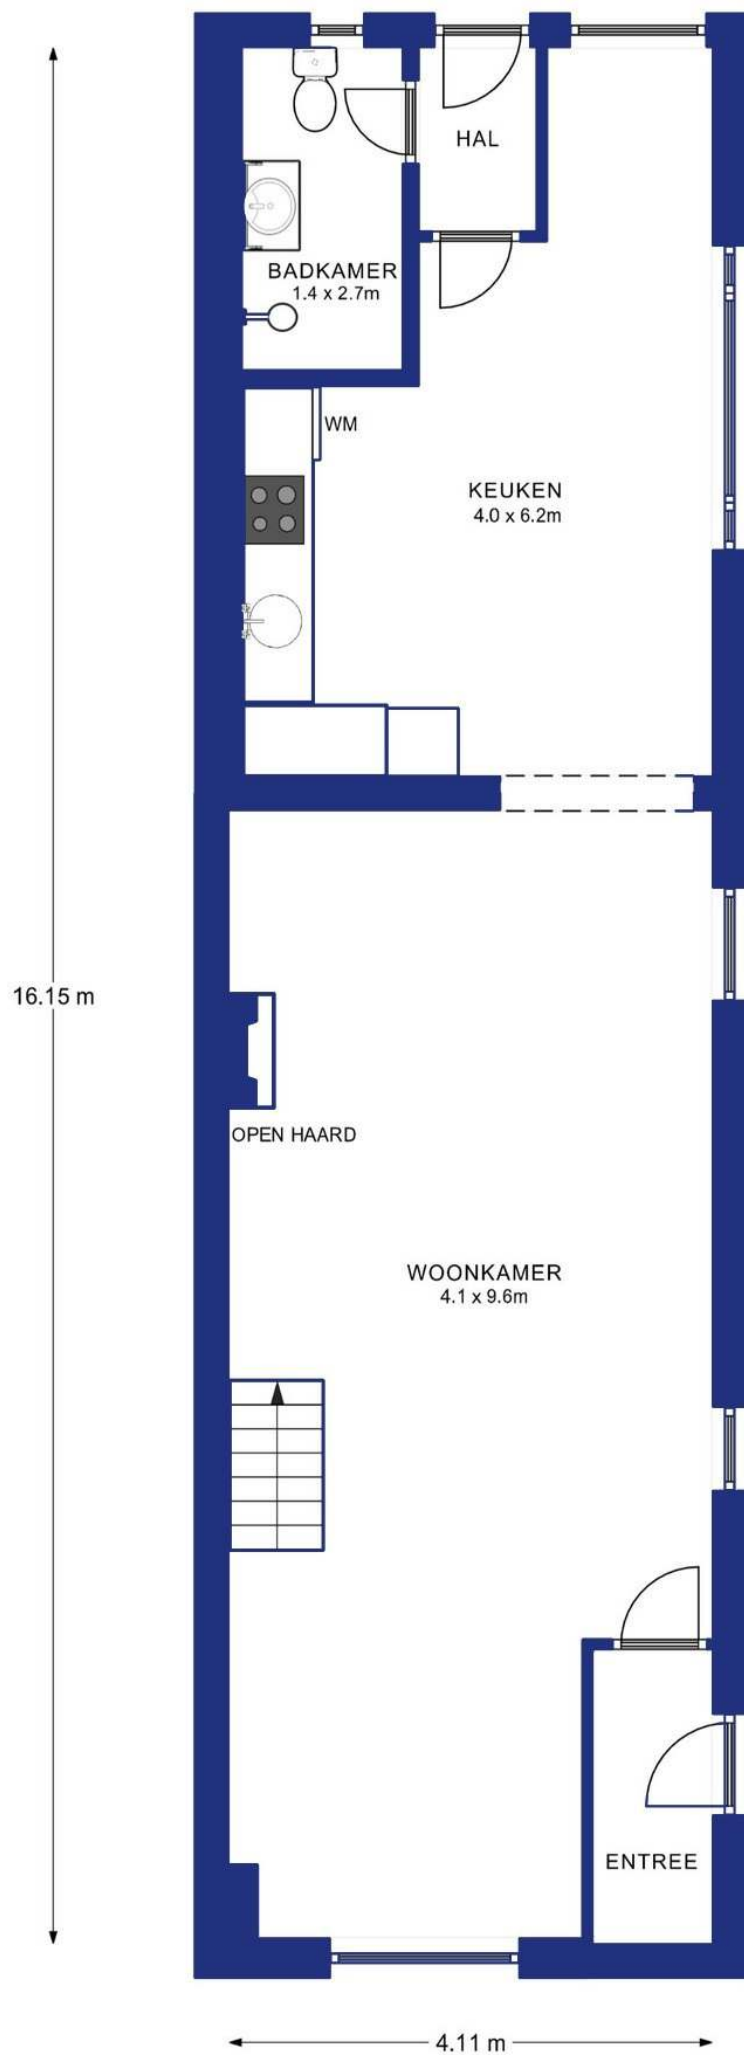 HAL
BADKAMER
1.4 x 2.7m
WM
KEUKEN
4.0 x 6.2m
16.15 m
OPEN HAARD
WOONKAMER
4.1 x 9.6m
ENTREE
4.11 m